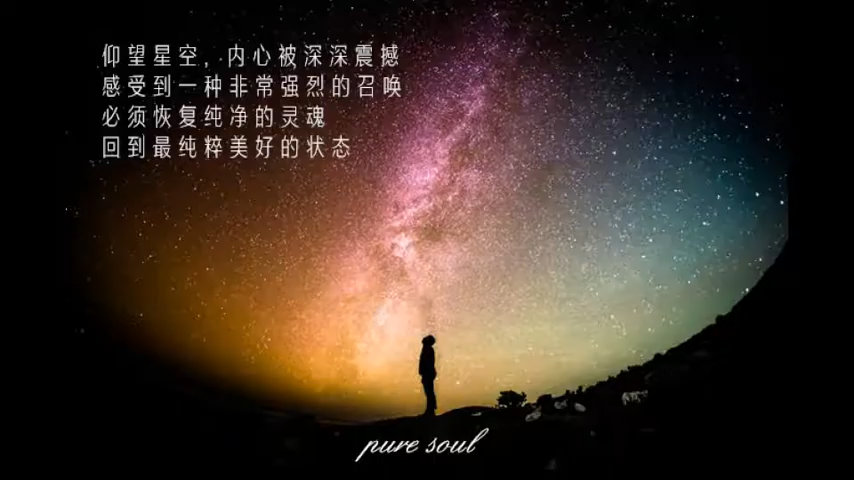 仰望星空，内心被深深震撼
感受到一种非常强烈的召唤
必须恢复纯净的灵魂
回到最纯粹美好的状态
pure soul